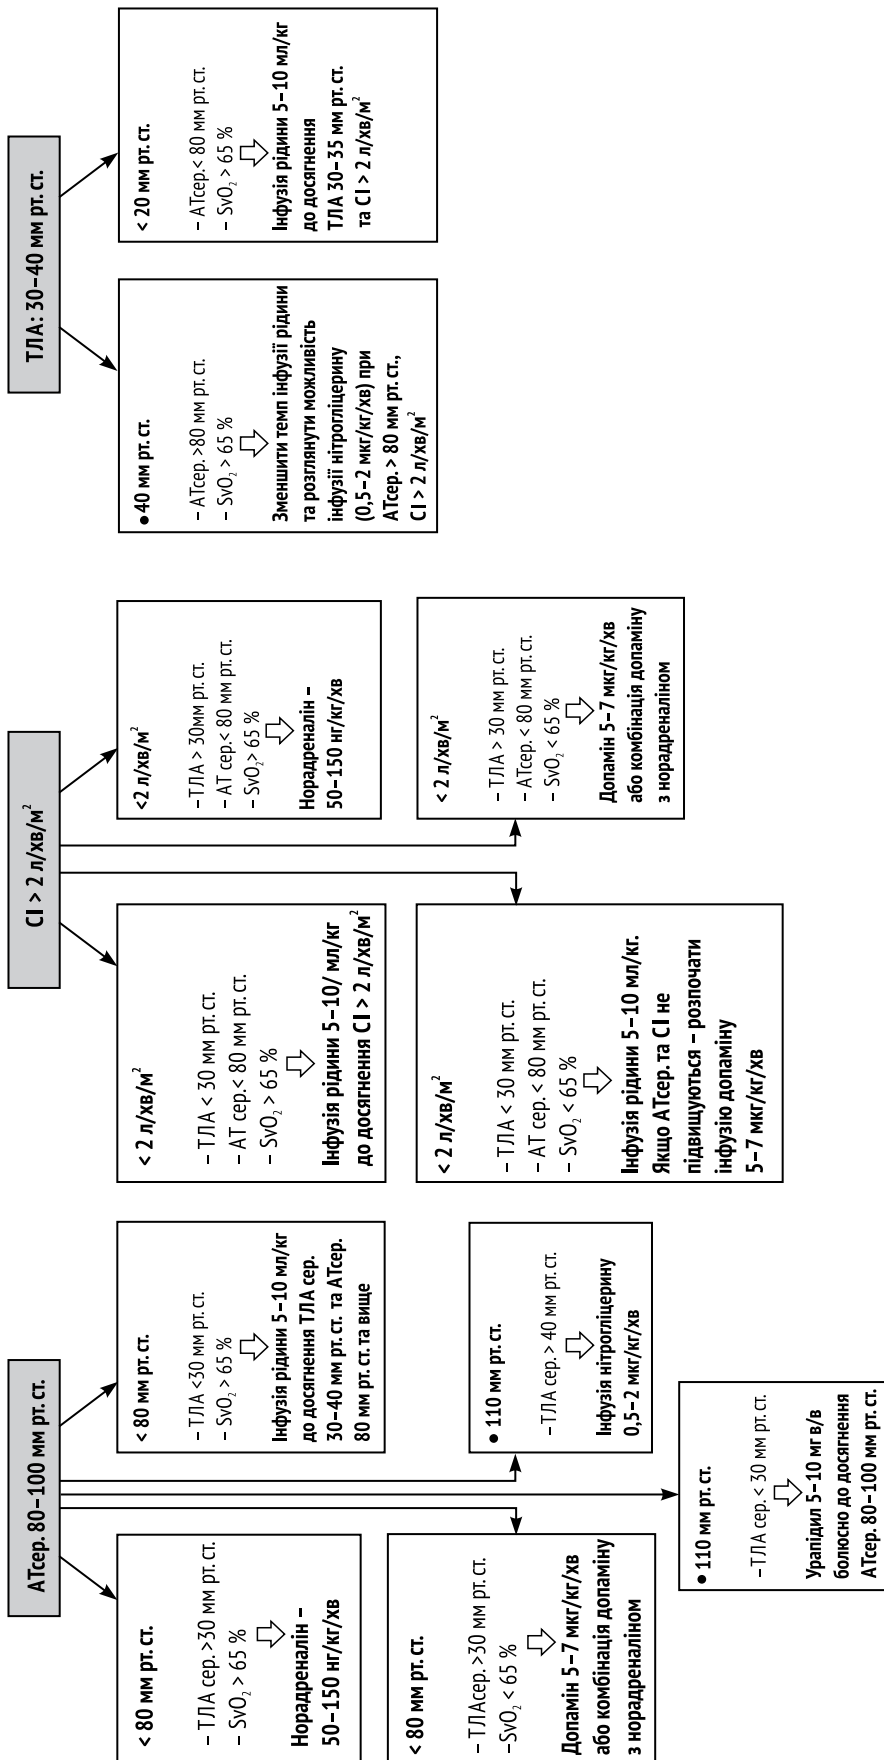 АТсер. 80–100 мм рт. ст.
< 80 мм рт. ст.
– ТЛА сер. >30 мм рт. ст.
– SvO₂ > 65 %
Норадреналін –
50–150 нг/кг/хв
< 80 мм рт. ст.
– ТЛА <30 мм рт. ст.
– SvO₂ > 65 %
Інфузія рідини 5–10 мл/кг
до досягнення ТЛА сер.
30–40 мм рт. ст. та АТсер.
80 мм рт. ст. та вище
< 80 мм рт. ст.
– ТЛАсер. >30 мм рт. ст.
–SvO₂ < 65 %
Допамін 5–7 мкг/кг/хв
або комбінація допаміну
з норадреналіном
• 110 мм рт. ст.
– ТЛА сер. > 40 мм рт. ст.
Інфузія нітрогліцерину
0,5–2 мкг/кг/хв
• 110 мм рт. ст.
– ТЛА сер. < 30 мм рт. ст.
Урапідил 5–10 мг в/в
болюсно до досягнення
АТсер. 80–100 мм рт. ст.
СІ > 2 л/хв/м²
< 2 л/хв/м²
– ТЛА < 30 мм рт. ст.
– АТ сер.< 80 мм рт. ст.
– SvO₂ > 65 %
Інфузія рідини 5–10/ мл/кг
до досягнення СІ > 2 л/хв/м²
<2 л/хв/м²
– ТЛА > 30мм рт. ст.
– АТ сер.< 80 мм рт. ст.
–SvO₂> 65 %
Норадреналін –
50–150 нг/кг/хв
< 2 л/хв/м²
– ТЛА < 30 мм рт. ст.
– АТ сер. < 80 мм рт. ст.
– SvO₂ < 65 %
Інфузія рідини 5–10 мл/кг.
Якщо АТсер. та СІ не
підвищуються – розпочати
інфузію допаміну
5–7 мкг/кг/хв
< 2 л/хв/м²
– ТЛА > 30 мм рт. ст.
– АТсер.< 80 мм рт. ст.
– SvO₂ < 65 %
Допамін 5–7 мкг/кг/хв
або комбінація допаміну
з норадреналіном
ТЛА: 30–40 мм рт. ст.
• 40 мм рт. ст.
– АТсер. >80 мм рт. ст.
– SvO₂ > 65 %
Зменшити темп інфузії рідини
та розглянути можливість
інфузії нітрогліцерину
(0,5–2 мкг/кг/хв) при
АТсер. > 80 мм рт. ст.,
СІ > 2 л/хв/м²
< 20 мм рт. ст.
– АТсер.< 80 мм рт. ст.
– SvO₂ > 65 %
Інфузія рідини 5–10 мл/кг
до досягнення
ТЛА 30–35 мм рт. ст.
та СІ > 2 л/хв/м²